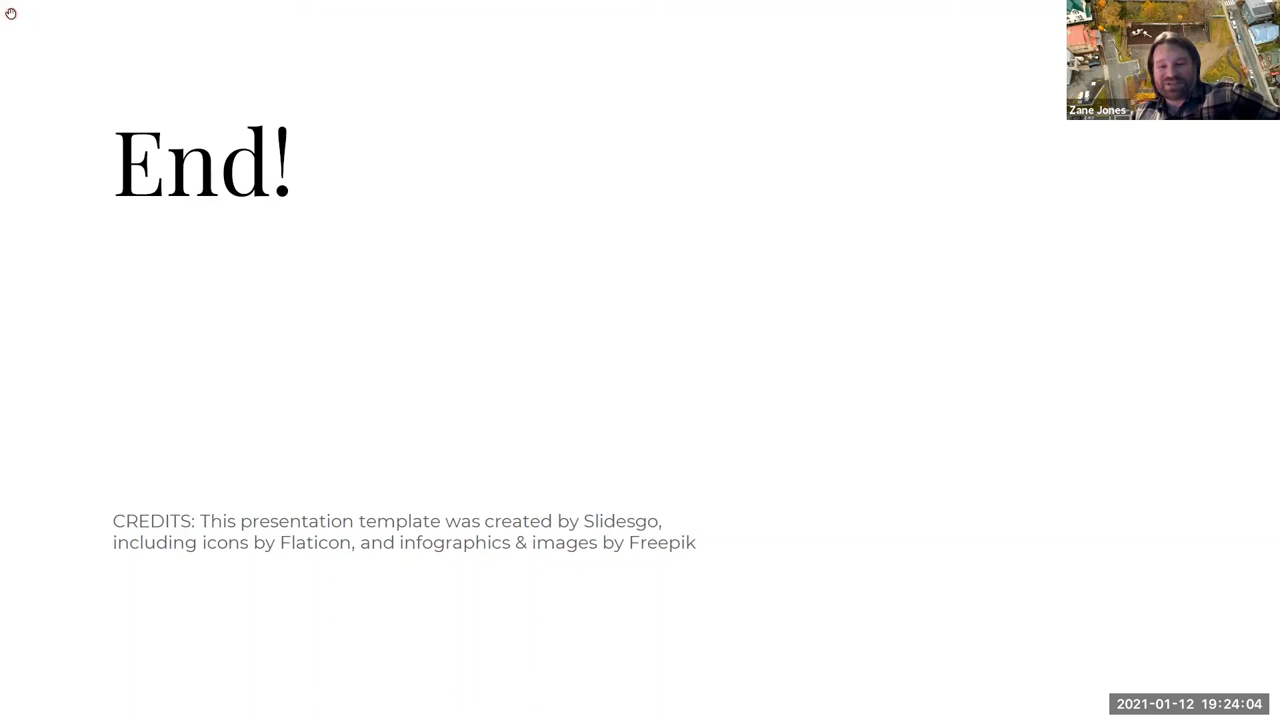 Zane Jones
End!
CREDITS: This presentation template was created by Slidesgo,
including icons by Flaticon, and infographics & images by Freepik
2021-01-12 19:24:04